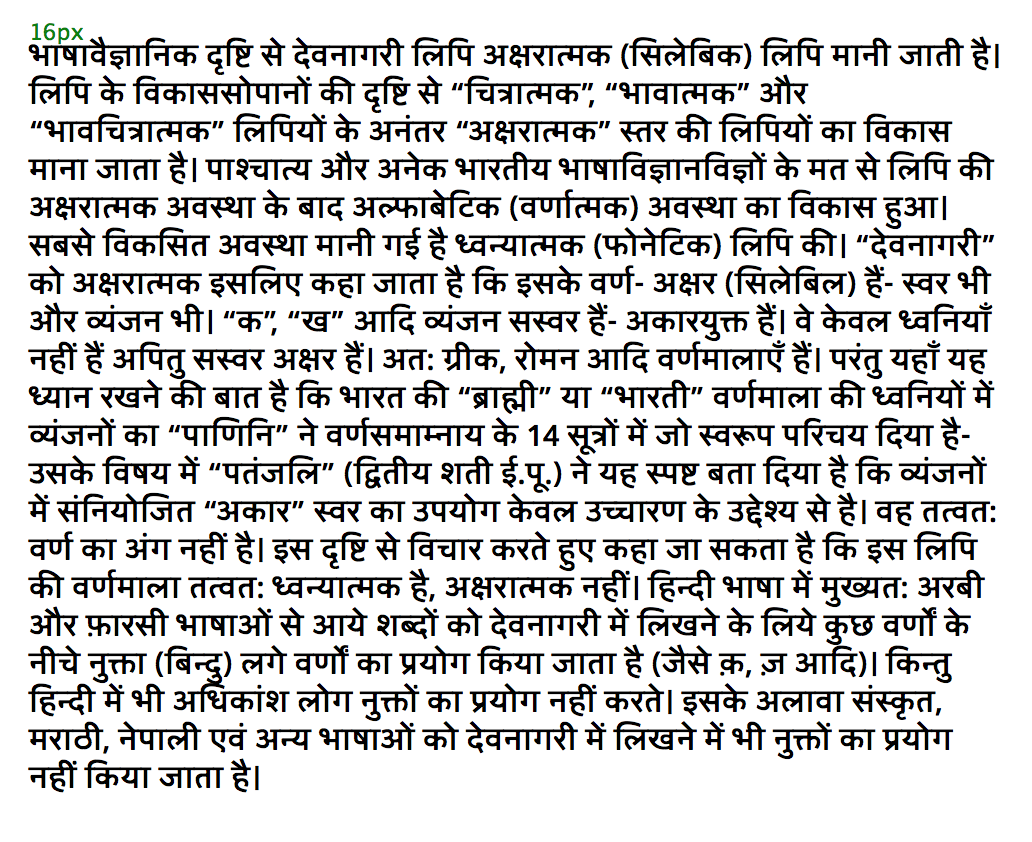 16px
भाषावैज्ञानिक दृष्टि से देवनागरी लिपि अक्षरात्मक (सिलेबिक) लिपि मानी जाती है।
लिपि के विकाससोपानों की दृष्टि से “चित्रात्मक”, “भावात्मक” और
“भावचित्रात्मक” लिपियों के अनंतर “अक्षरात्मक” स्तर की लिपियों का विकास
माना जाता है। पाश्चात्य और अनेक भारतीय भाषाविज्ञानविज्ञों के मत से लिपि की
अक्षरात्मक अवस्था के बाद अल्फाबेटिक (वर्णात्मक) अवस्था का विकास हुआ।
सबसे विकसित अवस्था मानी गई है ध्वन्यात्मक (फोनेटिक) लिपि की। “देवनागरी”
को अक्षरात्मक इसलिए कहा जाता है कि इसके वर्ण- अक्षर (सिलेबिल) हैं- स्वर भी
और व्यंजन भी। “क”, “ख” आदि व्यंजन सस्वर हैं- अकारयुक्त हैं। वे केवल ध्वनियाँ
नहीं हैं अपितु सस्वर अक्षर हैं। अत: ग्रीक, रोमन आदि वर्णमालाएँ हैं। परंतु यहाँ यह
ध्यान रखने की बात है कि भारत की “ब्राह्मी” या “भारती” वर्णमाला की ध्वनियों में
व्यंजनों का “पाणिनि” ने वर्णसमाम्नाय के 14 सूत्रों में जो स्वरूप परिचय दिया है-
उसके विषय में “पतंजलि” (द्वितीय शती ई.पू.) ने यह स्पष्ट बता दिया है कि व्यंजनों
में संनियोजित “अकार” स्वर का उपयोग केवल उच्चारण के उद्देश्य से है। वह तत्वत:
वर्ण का अंग नहीं है। इस दृष्टि से विचार करते हुए कहा जा सकता है कि इस लिपि
की वर्णमाला तत्वत: ध्वन्यात्मक है, अक्षरात्मक नहीं। हिन्दी भाषा में मुख्यत: अरबी
और फ़ारसी भाषाओं से आये शब्दों को देवनागरी में लिखने के लिये कुछ वर्णों के
नीचे नुक्ता (बिन्दु) लगे वर्णों का प्रयोग किया जाता है (जैसे क़, ज़ आदि)। किन्तु
हिन्दी में भी अधिकांश लोग नुक्तों का प्रयोग नहीं करते। इसके अलावा संस्कृत,
मराठी, नेपाली एवं अन्य भाषाओं को देवनागरी में लिखने में भी नुक्तों का प्रयोग
नहीं किया जाता है।